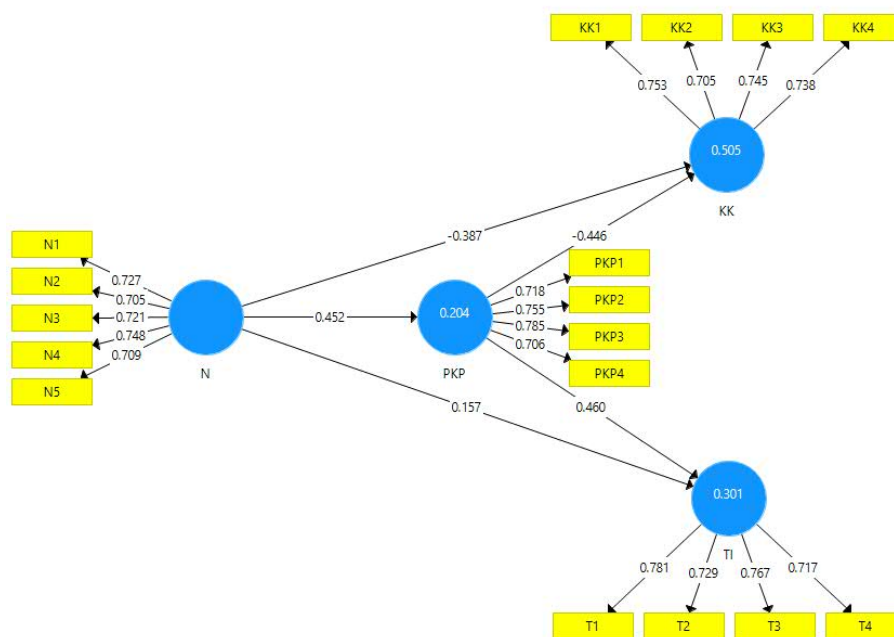 KK1 KK2 KK3 KK4
0.753 0.705 0.745 0.738
0.505
KK
-0.387
-0.446
N1
N2
N3
N4
N5
0.727
0.705
0.721
0.748
0.709
N
0.452
0.204
PKP
0.718
0.755
0.785
0.706
PKP1
PKP2
PKP3
PKP4
0.157
0.460
0.301
TI
0.781 0.729 0.767 0.717
T1 T2 T3 T4